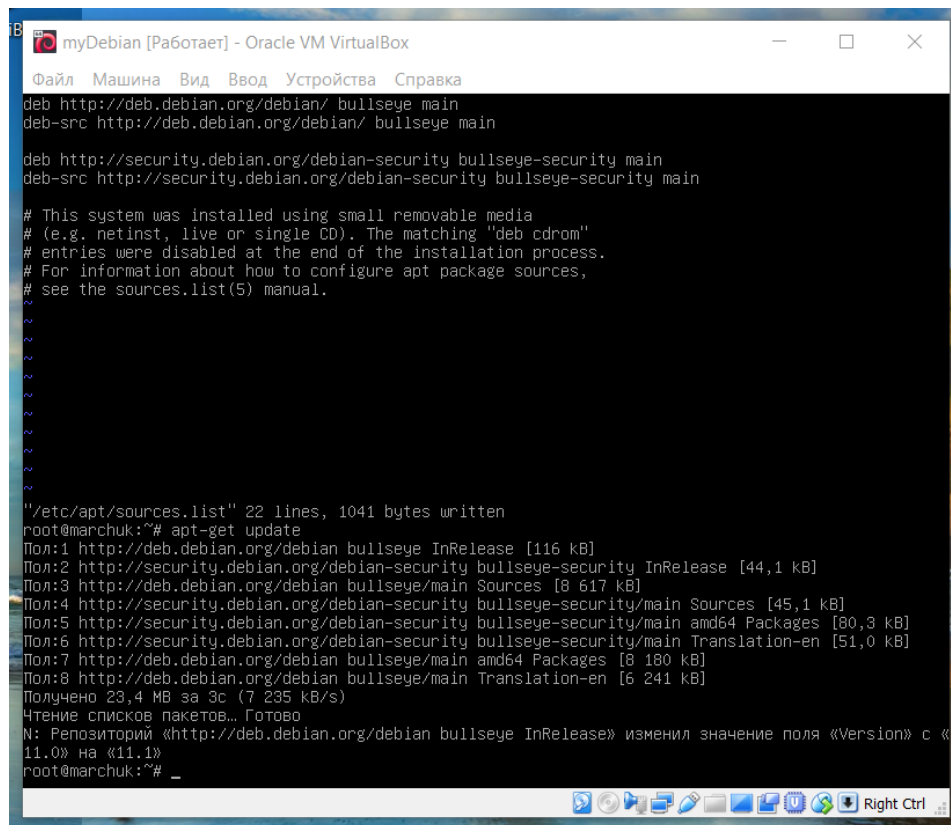 iB
myDebian [Работает] - Oracle VM VirtualBox
Файл Машина Вид Ввод Устройства Справка
deb http://deb.debian.org/debian/ bullseye main
deb-src http://deb.debian.org/debian/ bullseye main
deb http://security.debian.org/debian-security bullseye-security main
deb-src http://security.debian.org/debian-security bullseye-security main
# This system was installed using small removable media
# (e.g. netinst, live or single CD). The matching "deb cdrom"
# entries were disabled at the end of the installation process.
# For information about how to configure apt package sources,
# see the sources.list(5) manual.
~
~
~
~
~
~
~
~
~
~
~
"/etc/apt/sources.list" 22 lines, 1041 bytes written
root@marchuk:~# apt-get update
Пол:1 http://deb.debian.org/debian bullseye InRelease [116 kB]
Пол:2 http://security.debian.org/debian-security bullseye-security InRelease [44,1 kB]
Пол:3 http://deb.debian.org/debian bullseye/main Sources [8 617 kB]
Пол:4 http://security.debian.org/debian-security bullseye-security/main Sources [45,1 kB]
Пол:5 http://security.debian.org/debian-security bullseye-security/main amd64 Packages [80,3 kB]
Пол:6 http://security.debian.org/debian-security bullseye-security/main Translation-en [51,0 kB]
Пол:7 http://deb.debian.org/debian bullseye/main amd64 Packages [8 180 kB]
Пол:8 http://deb.debian.org/debian bullseye/main Translation-en [6 241 kB]
Получено 23,4 MB за 3с (7 235 kB/s)
Чтение списков пакетов… Готово
N: Репозиторий «http://deb.debian.org/debian bullseye InRelease» изменил значение поля «Version» с «
11.0» на «11.1»
root@marchuk:~# _
Right Ctrl